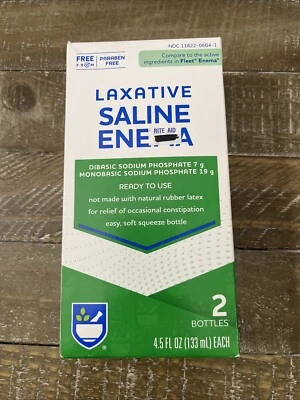 NDC 11822-0604-1
FREE FROM
PARABEN FREE
Compare to the active
ingredients in Fleet® Enema*
LAXATIVE
SALINE
RITE AID
ENEMA
DIBASIC SODIUM PHOSPHATE 7 g
MONOBASIC SODIUM PHOSPHATE 19 g
READY TO USE
not made with natural rubber latex
for relief of occasional constipation
easy, soft squeeze bottle
2
BOTTLES
4.5 FL OZ (133 mL) EACH